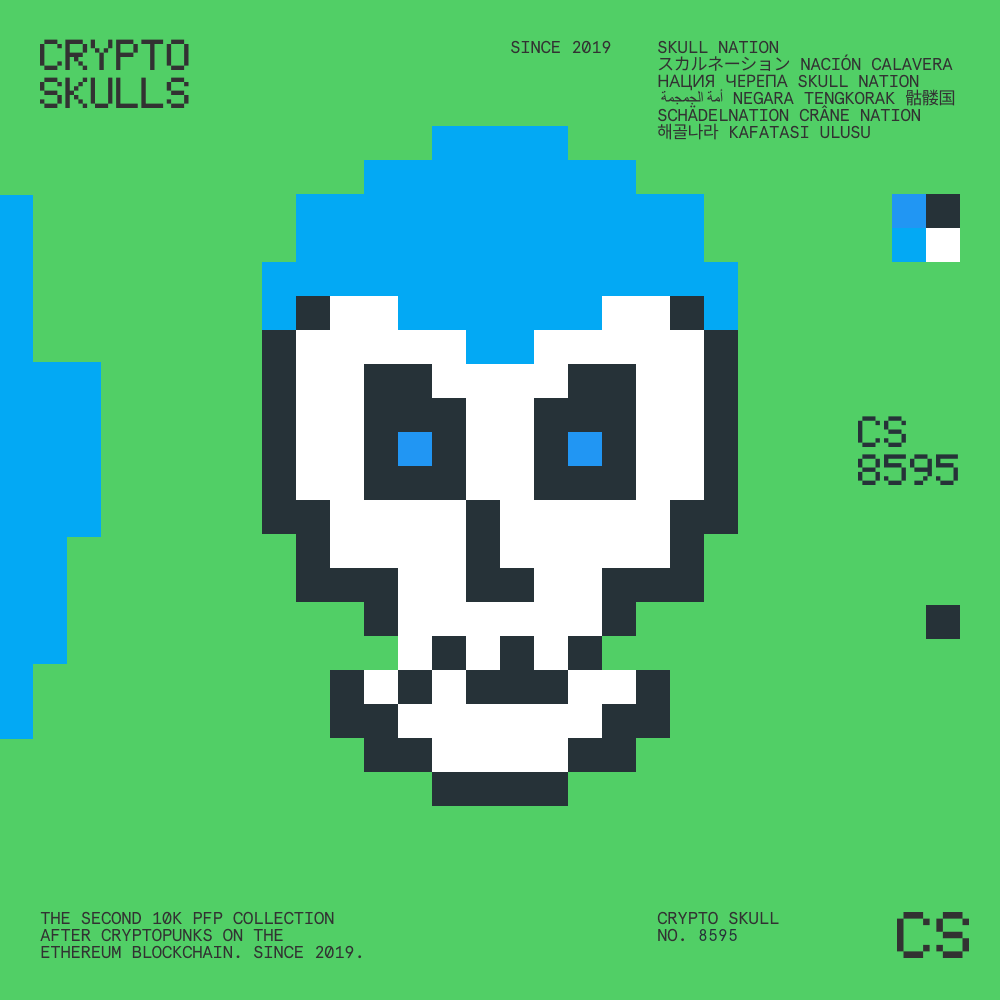 CRYPTO
SKULLS
SINCE 2019
SKULL NATION
スカルネーション NACIÓN CALAVERA
НАЦИЯ ЧЕРЕПА SKULL NATION
أمة الجمجمة NEGARA TENGKORAK 骷髅国
SCHÄDELNATION CRÂNE NATION
해골나라 KAFATASI ULUSU
CS
8595
THE SECOND 10K PFP COLLECTION
AFTER CRYPTOPUNKS ON THE
ETHEREUM BLOCKCHAIN. SINCE 2019.
CRYPTO SKULL
NO. 8595
CS